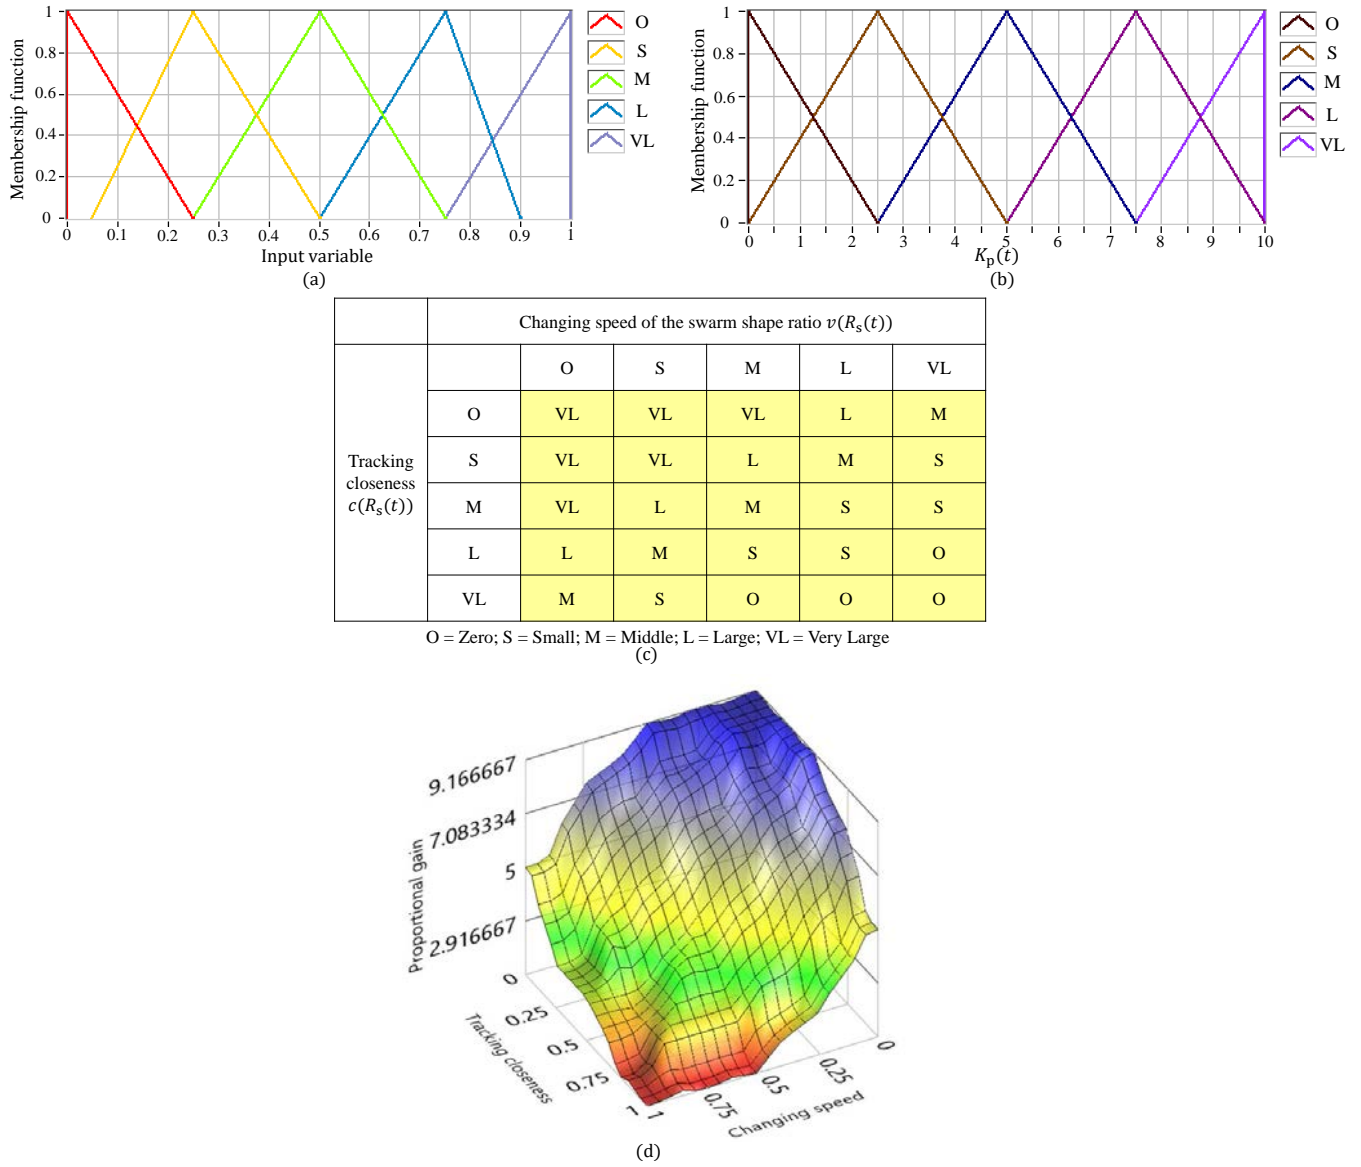 Membership function
1
0.8
0.6
0.4
0.2
0
0 0.1 0.2 0.3 0.4 0.5 0.6 0.7 0.8 0.9 1
Input variable
(a)
O
S
M
L
VL
Membership function
1
0.8
0.6
0.4
0.2
0
0 1 2 3 4 5 6 7 8 9 10
K_p(t)
(b)
O
S
M
L
VL
Changing speed of the swarm shape ratio v(R_s(t))
O S M L VL
O VL VL VL L M
S VL VL L M S
M VL L M S S
L L M S S O
VL M S O O O
Tracking
closeness
c(R_s(t))
O = Zero; S = Small; M = Middle; L = Large; VL = Very Large
(c)
Proportional gain
9.166667
7.083334
5
2.916667
0
0.25
0.5
0.75
1
Tracking closeness
1
0.75
0.5
0.25
0
Changing speed
(d)